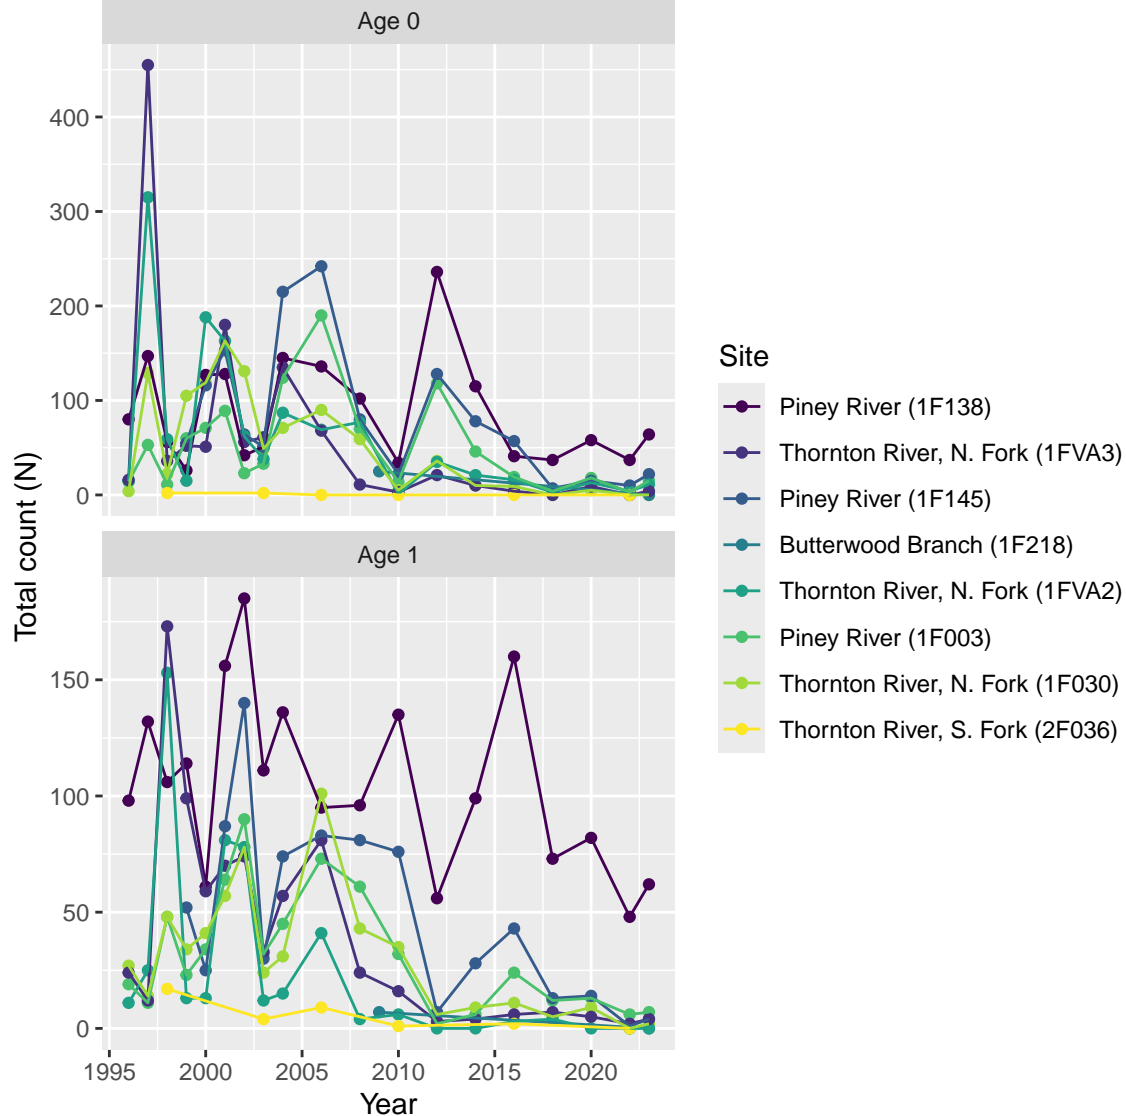 Age 0
400
300
200
100
0
Age 1
150
100
50
0
1995
2000
2005
2010
2015
2020
Year
Total count (N)
Site
Piney River (1F138)
Thornton River, N. Fork (1FVA3)
Piney River (1F145)
Butterwood Branch (1F218)
Thornton River, N. Fork (1FVA2)
Piney River (1F003)
Thornton River, N. Fork (1F030)
Thornton River, S. Fork (2F036)